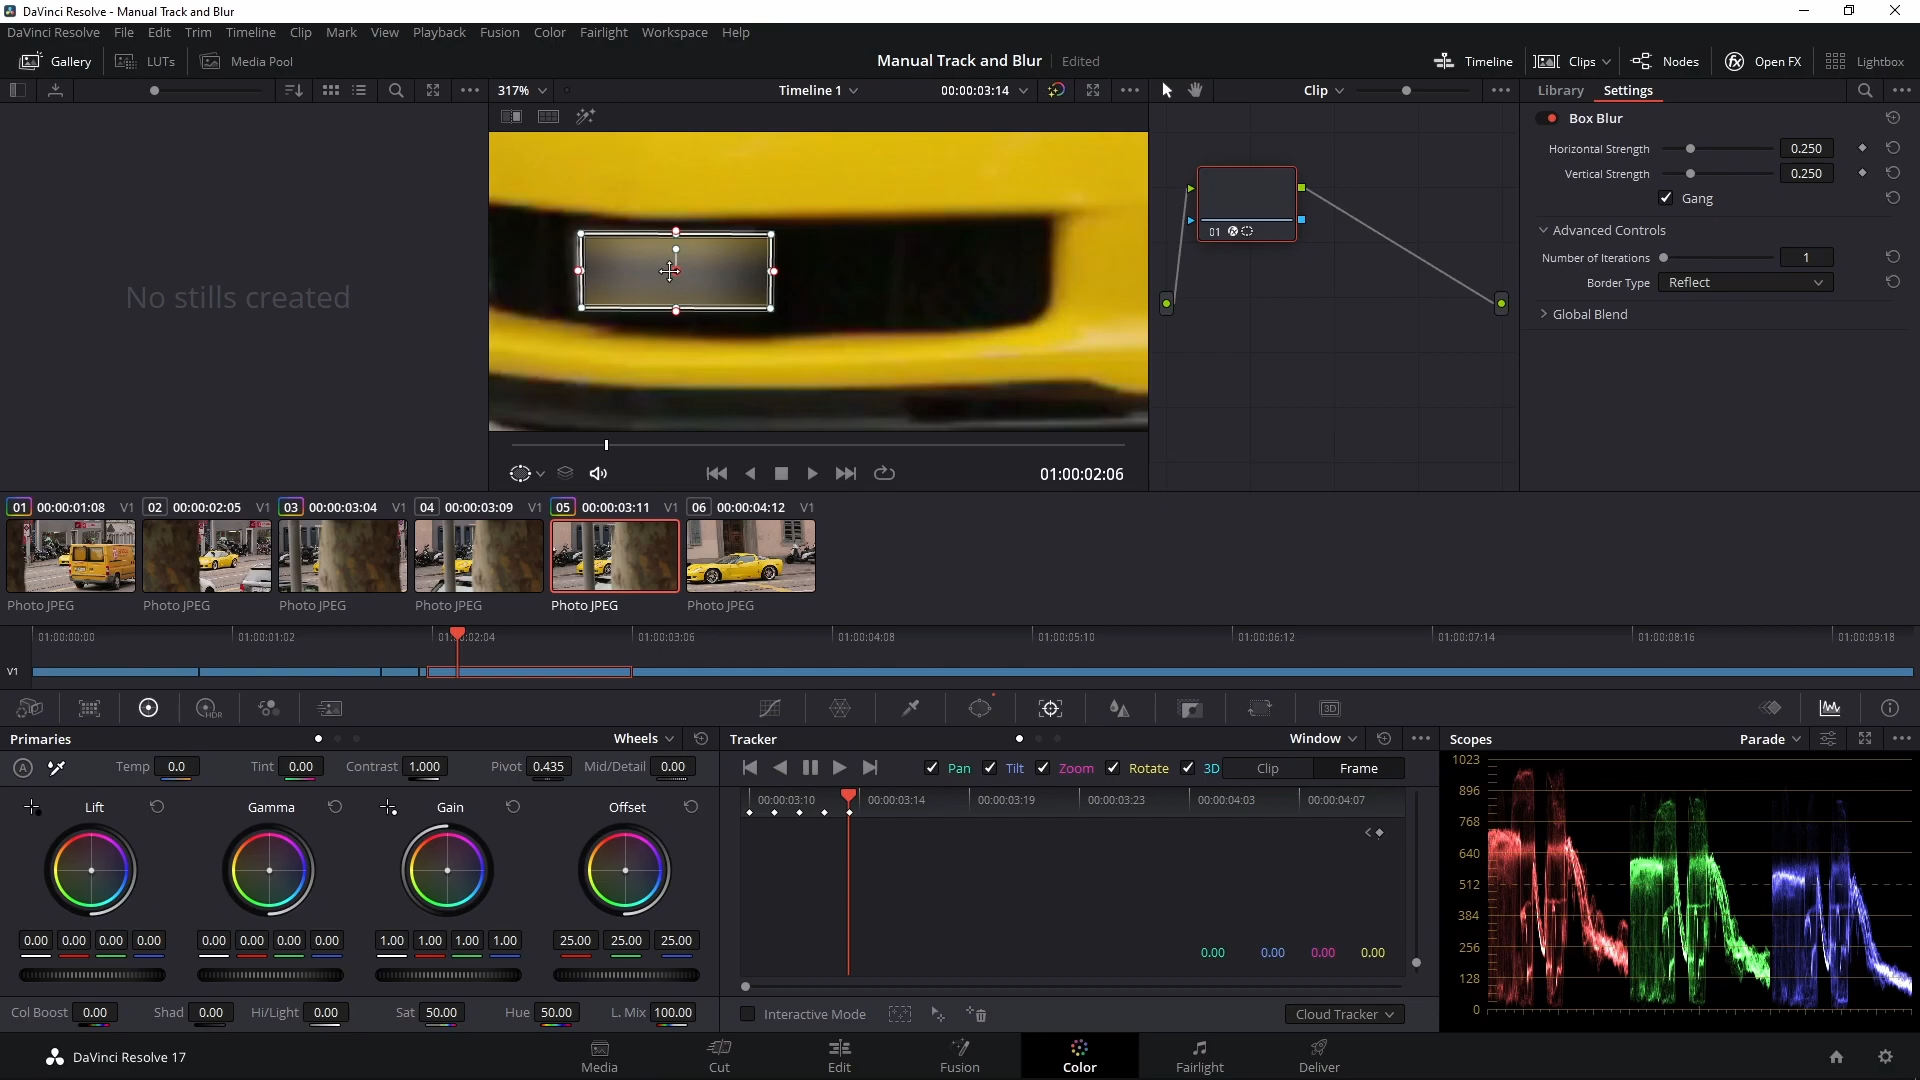 DaVinci Resolve - Manual Track and Blur
DaVinci Resolve File Edit Trim Timeline Clip Mark View Playback Fusion Color Fairlight Workspace Help
Gallery LUTs Media Pool Manual Track and Blur Edited Timeline Clips Nodes Open FX Lightbox
317% Timeline 1 00:00:03:14 Clip Library Settings
Box Blur
Horizontal Strength 0.250
Vertical Strength 0.250
Gang
Advanced Controls
Number of Iterations 1
Border Type Reflect
Global Blend
01
No stills created
01:00:02:06
01 00:00:01:08 V1 02 00:00:02:05 V1 03 00:00:03:04 V1 04 00:00:03:09 V1 05 00:00:03:11 V1 06 00:00:04:12 V1
Photo JPEG Photo JPEG Photo JPEG Photo JPEG Photo JPEG Photo JPEG
01:00:00:00 01:00:01:02 01:00:02:04 01:00:03:06 01:00:04:08 01:00:05:10 01:00:06:12 01:00:07:14 01:00:08:16 01:00:09:18
V1
HDR 3D
Primaries Wheels Tracker Window Scopes Parade
A Temp 0.0 Tint 0.00 Contrast 1.000 Pivot 0.435 Mid/Detail 0.00 Pan Tilt Zoom Rotate 3D Clip Frame
Lift Gamma Gain Offset
00:00:03:10 00:00:03:14 00:00:03:19 00:00:03:23 00:00:04:03 00:00:04:07
0.00 0.00 0.00 0.00 0.00 0.00 0.00 0.00 1.00 1.00 1.00 1.00 25.00 25.00 25.00
0.00 0.00 0.00 0.00
1023
896
768
640
512
384
256
128
0
Col Boost 0.00 Shad 0.00 Hi/Light 0.00 Sat 50.00 Hue 50.00 L. Mix 100.00 Interactive Mode Cloud Tracker
DaVinci Resolve 17 Media Cut Edit Fusion Color Fairlight Deliver